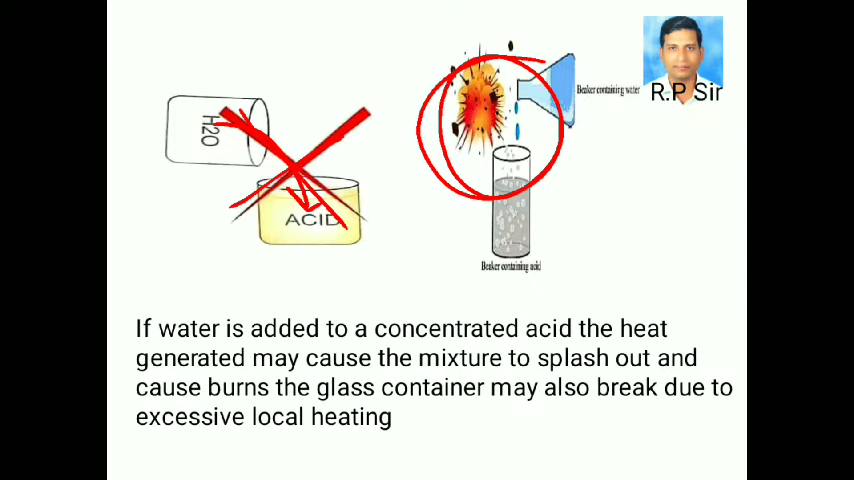 H20
ACID
Beaker containing water
R.P Sir
Beaker containing acid
If water is added to a concentrated acid the heat
generated may cause the mixture to splash out and
cause burns the glass container may also break due to
excessive local heating